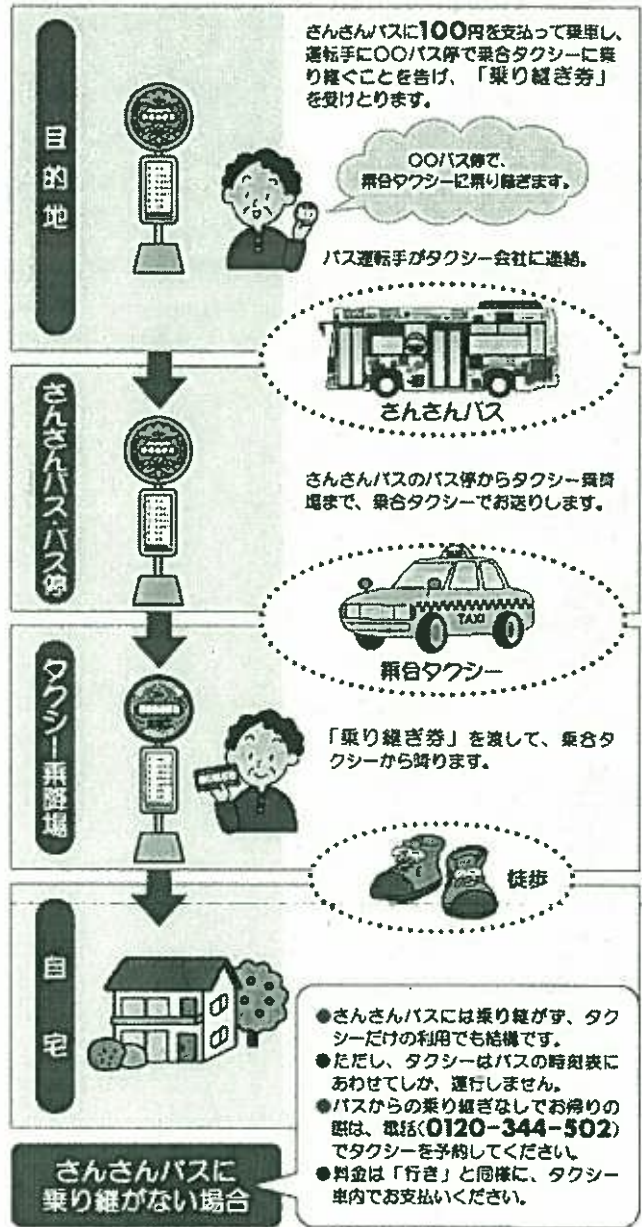 さんさんバスに100円を支払って乗車し、
運転手に〇〇バス停で乗合タクシーに乗
り継ぐことを告げ、「乗り継ぎ券」
を受けとります。
目的地
〇〇バス停で、
乗合タクシーに乗り継ぎます。
バス運転手がタクシー会社に連絡。
さんさんバス
さんさんバス・バス停
さんさんバスのバス停からタクシー乗降
場まで、乗合タクシーでお送りします。
TAXI
乗合タクシー
タクシー乗降場
「乗り継ぎ券」を渡して、乗合タ
クシーから降ります。
徒歩
自宅
●さんさんバスには乗り継がず、タク
シーだけの利用でも結構です。
●ただし、タクシーはバスの時刻表に
あわせてしか、運行しません。
●バスからの乗り継ぎなしでお帰りの
際は、電話(0120-344-502)
でタクシーを予約してください。
●料金は「行き」と同様に、タクシー
車内でお支払いください。
さんさんバスに
乗り継がない場合